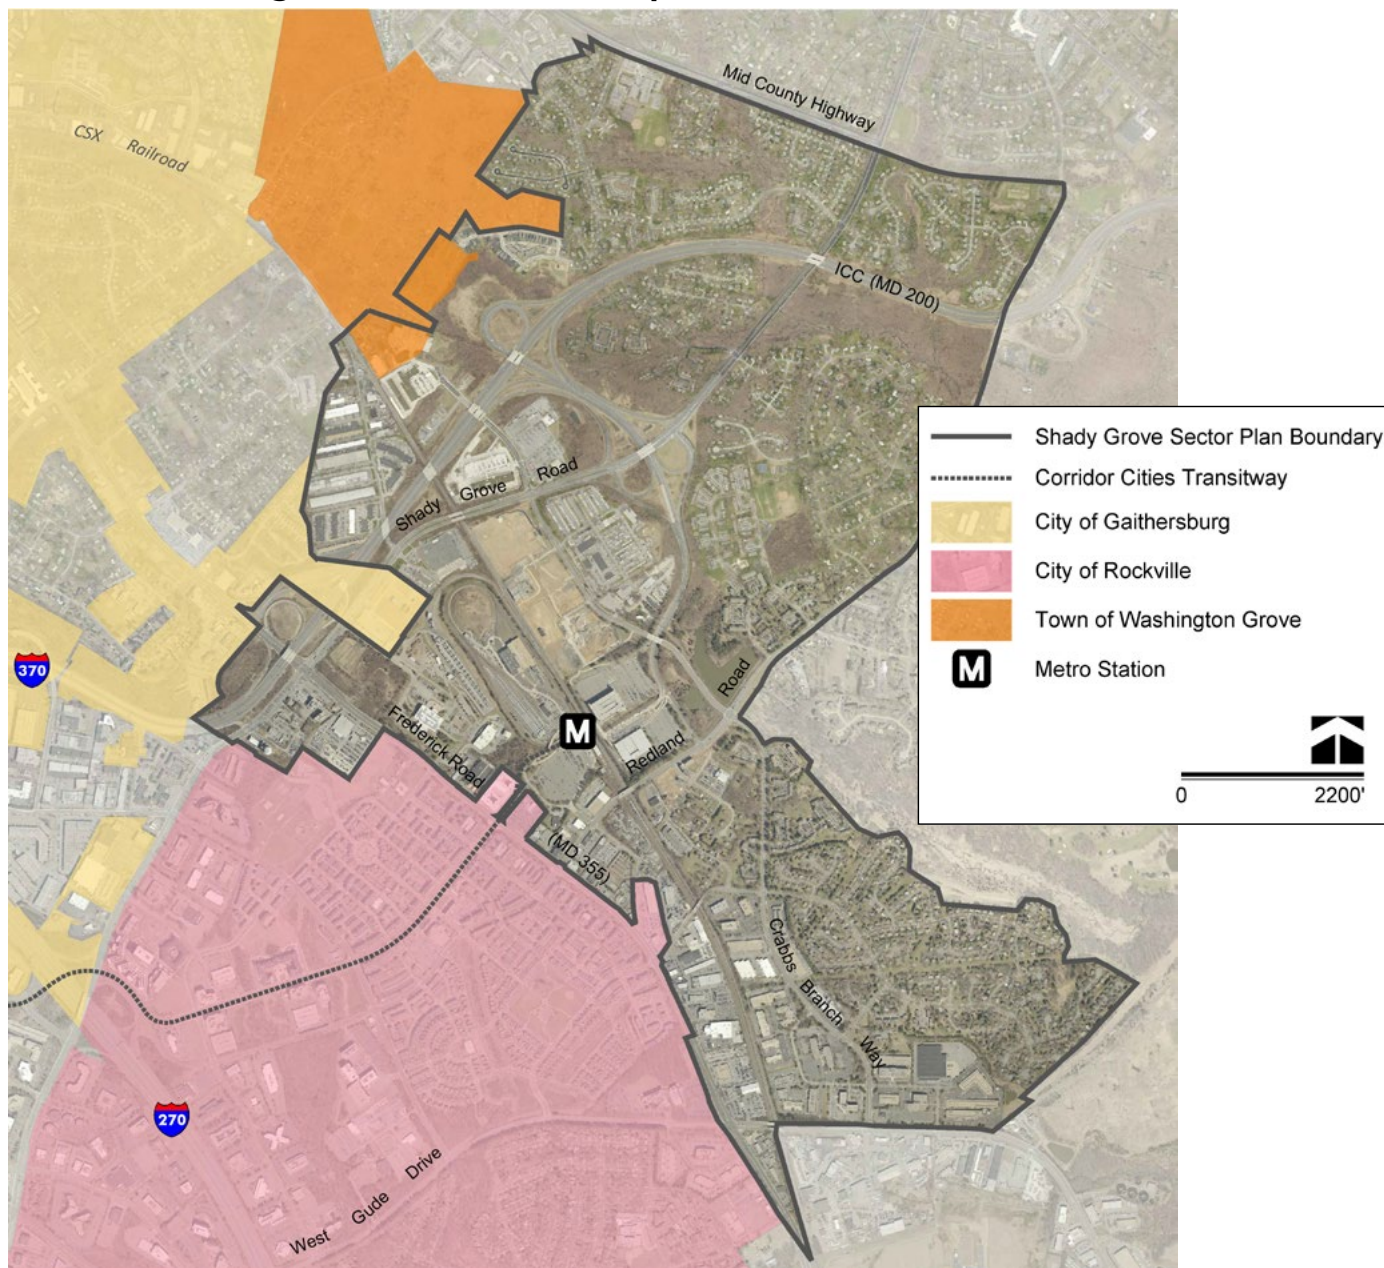 Mid County Highway
CSX Railroad
ICC (MD 200)
Shady Grove Road
370
Frederick Road
(MD 355)
M
Redland Road
Crabbs Branch Way
270
West Gude Drive
Shady Grove Sector Plan Boundary
Corridor Cities Transitway
City of Gaithersburg
City of Rockville
Town of Washington Grove
M Metro Station
0 2200'